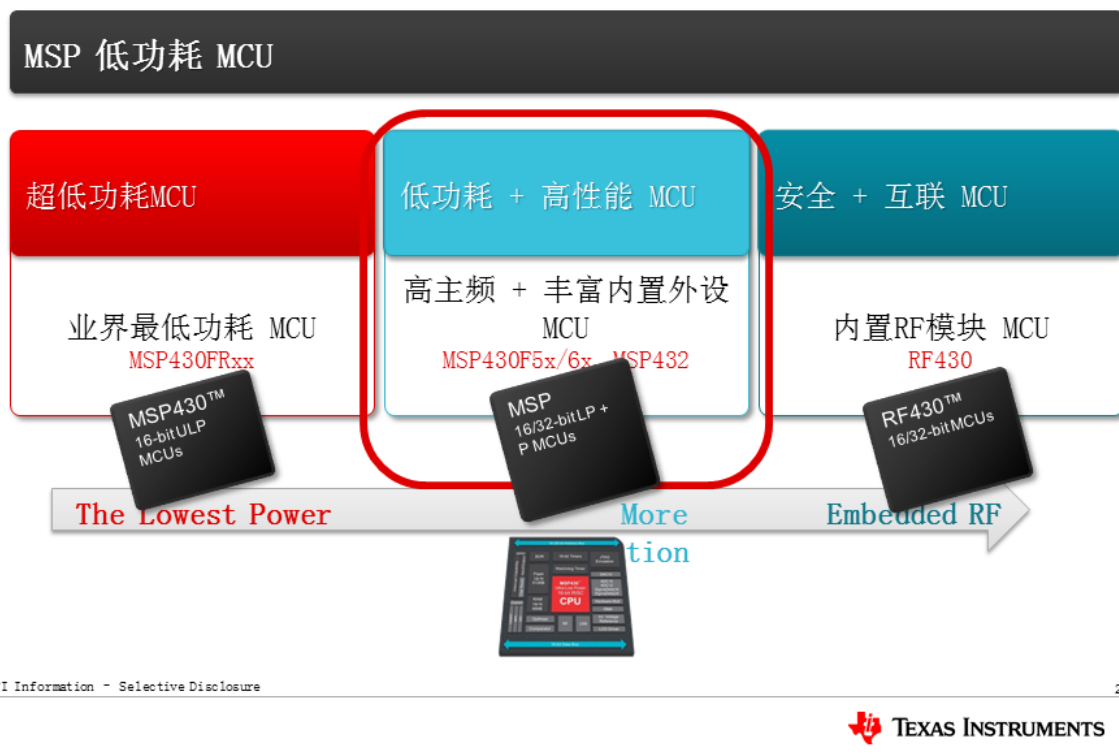 MSP 低功耗 MCU
超低功耗MCU
低功耗 + 高性能 MCU
安全 + 互联 MCU
业界最低功耗 MCU
MSP430FRxx
高主频 + 丰富内置外设
MCU
MSP430F5x/6x MSP432
内置RF模块 MCU
RF430
MSP430™
16-bit ULP
MCUs
MSP
16/32-bit LP +
P MCUs
RF430™
16/32-bit MCUs
The Lowest Power
More
tion
Embedded RF
CPU
I Information - Selective Disclosure
2
TEXAS INSTRUMENTS